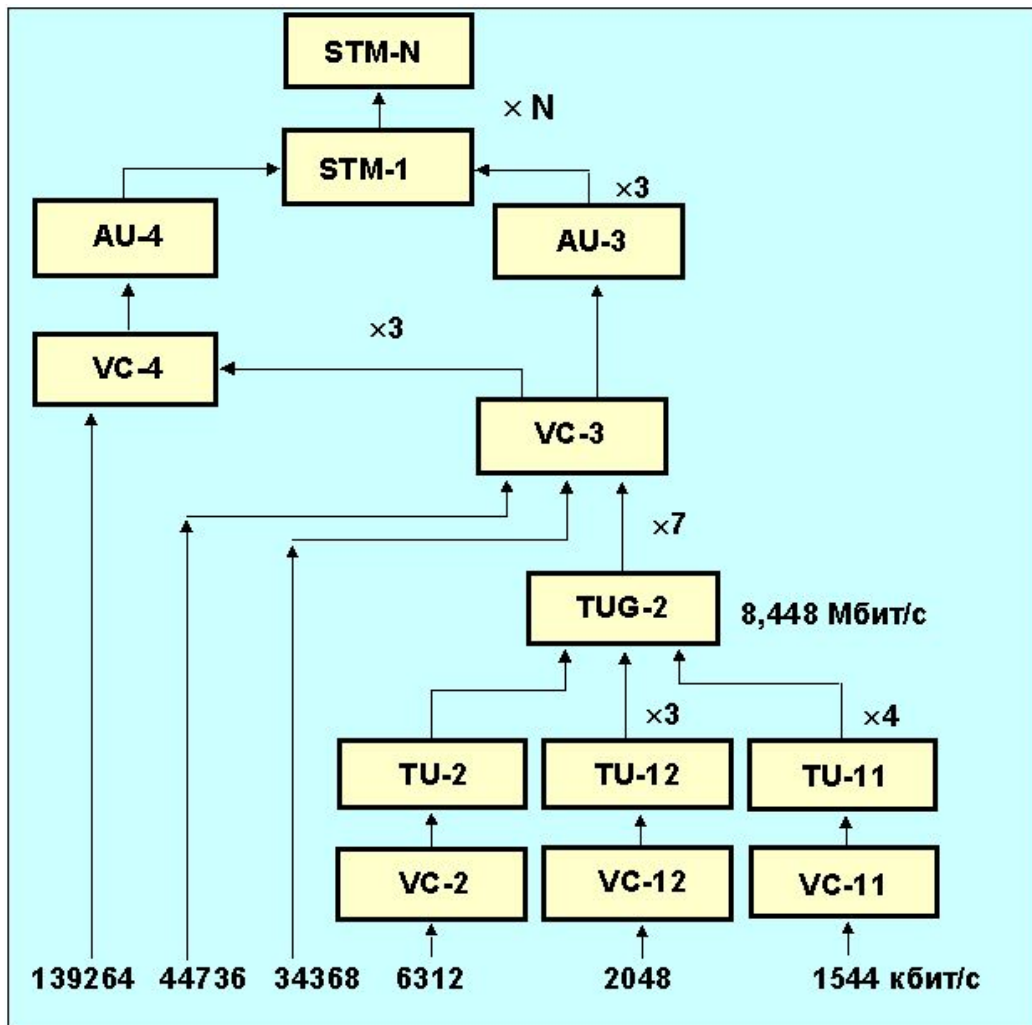 STM-N
× N
STM-1
×3
AU-4
AU-3
×3
VC-4
VC-3
×7
TUG-2
8,448 Мбит/с
×3
×4
TU-2
TU-12
TU-11
VC-2
VC-12
VC-11
139264 44736 34368 6312 2048 1544 кбит/с